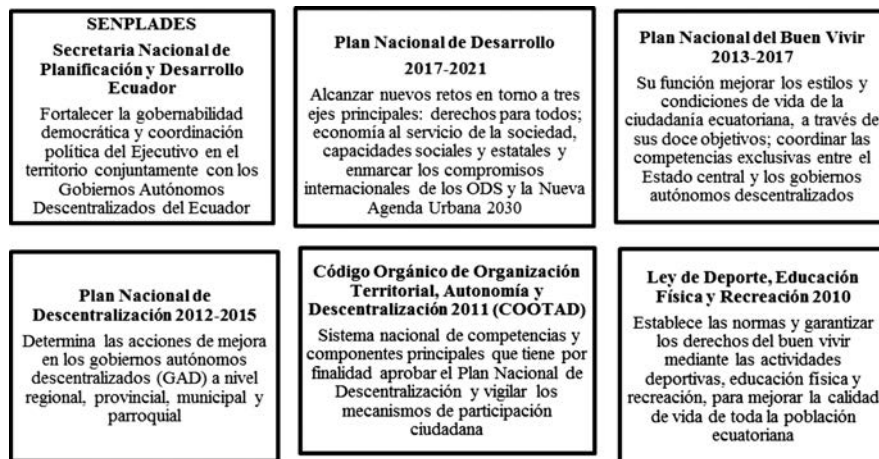 SENPLADES
Secretaria Nacional de
Planificación y Desarrollo
Ecuador
Fortalecer la gobernabilidad
democrática y coordinación
política del Ejecutivo en el
territorio conjuntamente con los
Gobiernos Autónomos
Descentralizados del Ecuador
Plan Nacional de Desarrollo
2017-2021
Alcanzar nuevos retos en torno a tres
ejes principales: derechos para todos;
economía al servicio de la sociedad,
capacidades sociales y estatales y
enmarcar los compromisos
internacionales de los ODS y la Nueva
Agenda Urbana 2030
Plan Nacional del Buen Vivir
2013-2017
Su función mejorar los estilos y
condiciones de vida de la
ciudadanía ecuatoriana, a través de
sus doce objetivos; coordinar las
competencias exclusivas entre el
Estado central y los gobiernos
autónomos descentralizados
Plan Nacional de
Descentralización 2012-2015
Determina las acciones de mejora
en los gobiernos autónomos
descentralizados (GAD) a nivel
regional, provincial, municipal y
parroquial
Código Orgánico de Organización
Territorial, Autonomía y
Descentralización 2011 (COOTAD)
Sistema nacional de competencias y
componentes principales que tiene por
finalidad aprobar el Plan Nacional de
Descentralización y vigilar los
mecanismos de participación
ciudadana
Ley de Deporte, Educación
Física y Recreación 2010
Establece las normas y garantizar
los derechos del buen vivir
mediante las actividades
deportivas, educación física y
recreación, para mejorar la calidad
de vida de toda la población
ecuatoriana